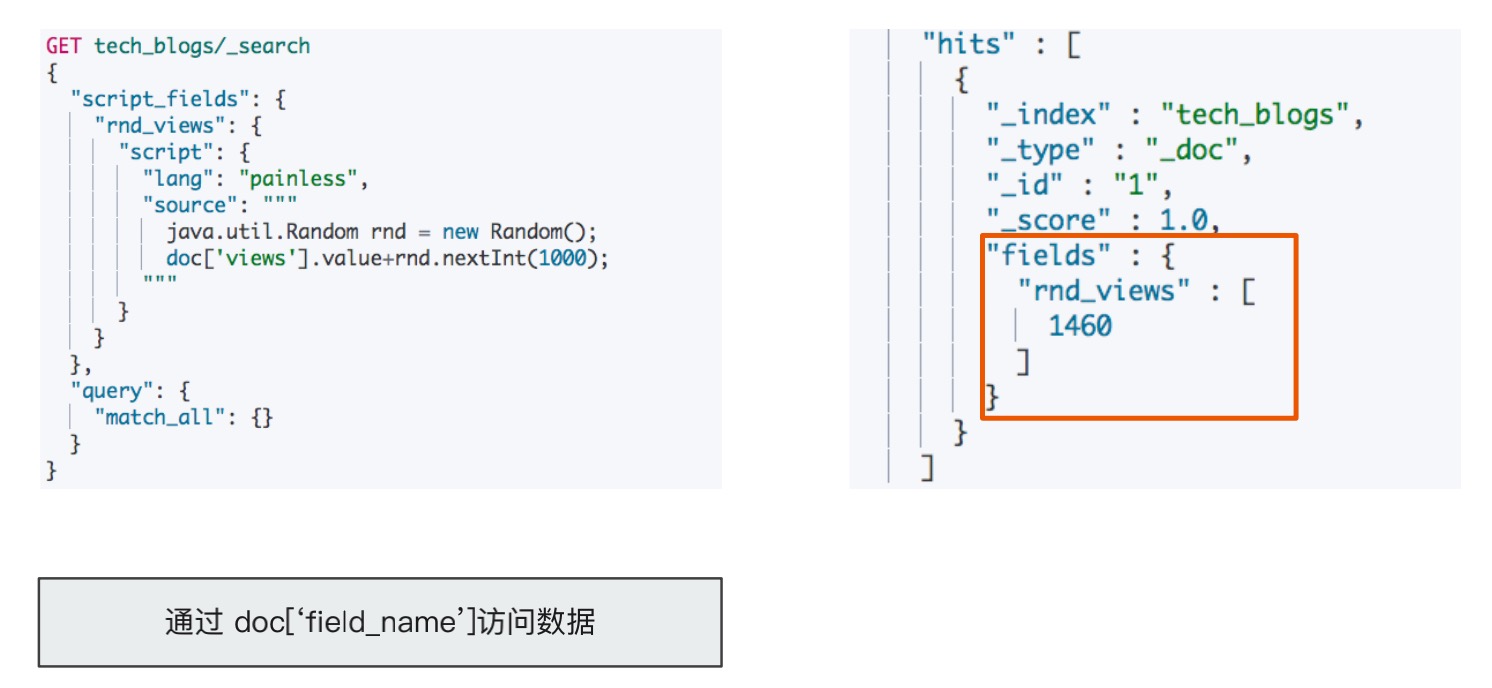 GET tech_blogs/_search
{
  "script_fields": {
    "rnd_views": {
      "script": {
        "lang": "painless",
        "source": """
          java.util.Random rnd = new Random();
          doc['views'].value+rnd.nextInt(1000);
        """
      }
    }
  },
  "query": {
    "match_all": {}
  }
}
"hits" : [
  {
    "_index" : "tech_blogs",
    "_type" : "_doc",
    "_id" : "1",
    "_score" : 1.0,
    "fields" : {
      "rnd_views" : [
        1460
      ]
    }
  }
]
通过 doc[‘field_name’]访问数据